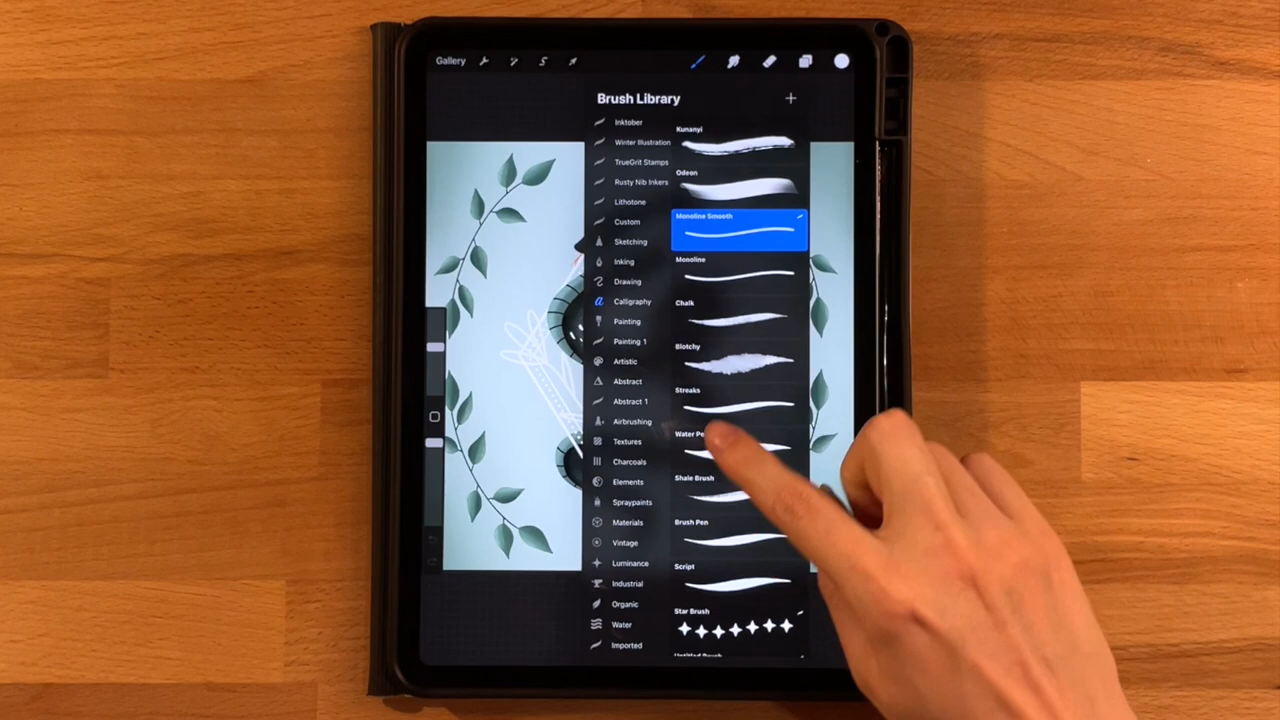 Gallery
Brush Library
Inktober
Winter Illustration
TrueGrit Stamps
Rusty Nib Inkers
Lithotone
Custom
Sketching
Inking
Drawing
Calligraphy
Painting
Painting 1
Artistic
Abstract
Abstract 1
Airbrushing
Textures
Charcoals
Elements
Spraypaints
Materials
Vintage
Luminance
Industrial
Organic
Water
Imported
Kunanyi
Odeon
Monoline Smooth
Monoline
Chalk
Blotchy
Streaks
Water
Shale Brush
Brush Pen
Script
Star Brush